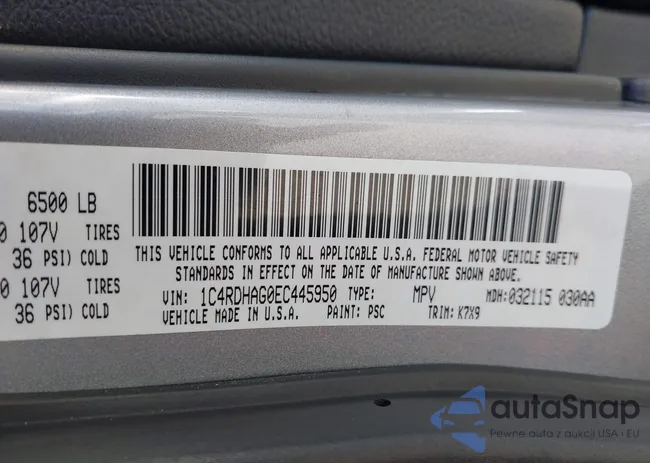 6500 LB
0 107V TIRES
36 PSI) COLD
0 107V TIRES
36 PSI) COLD
THIS VEHICLE CONFORMS TO ALL APPLICABLE U.S.A. FEDERAL MOTOR VEHICLE SAFETY
STANDARDS IN EFFECT ON THE DATE OF MANUFACTURE SHOWN ABOVE.
VIN: 1C4RDHAG0EC445950 TYPE: MPV MDH:032115 030AA
VEHICLE MADE IN U.S.A. PAINT: PSC TRIM: K7X9
autaSnap
Pewne auta z aukcji USA i EU